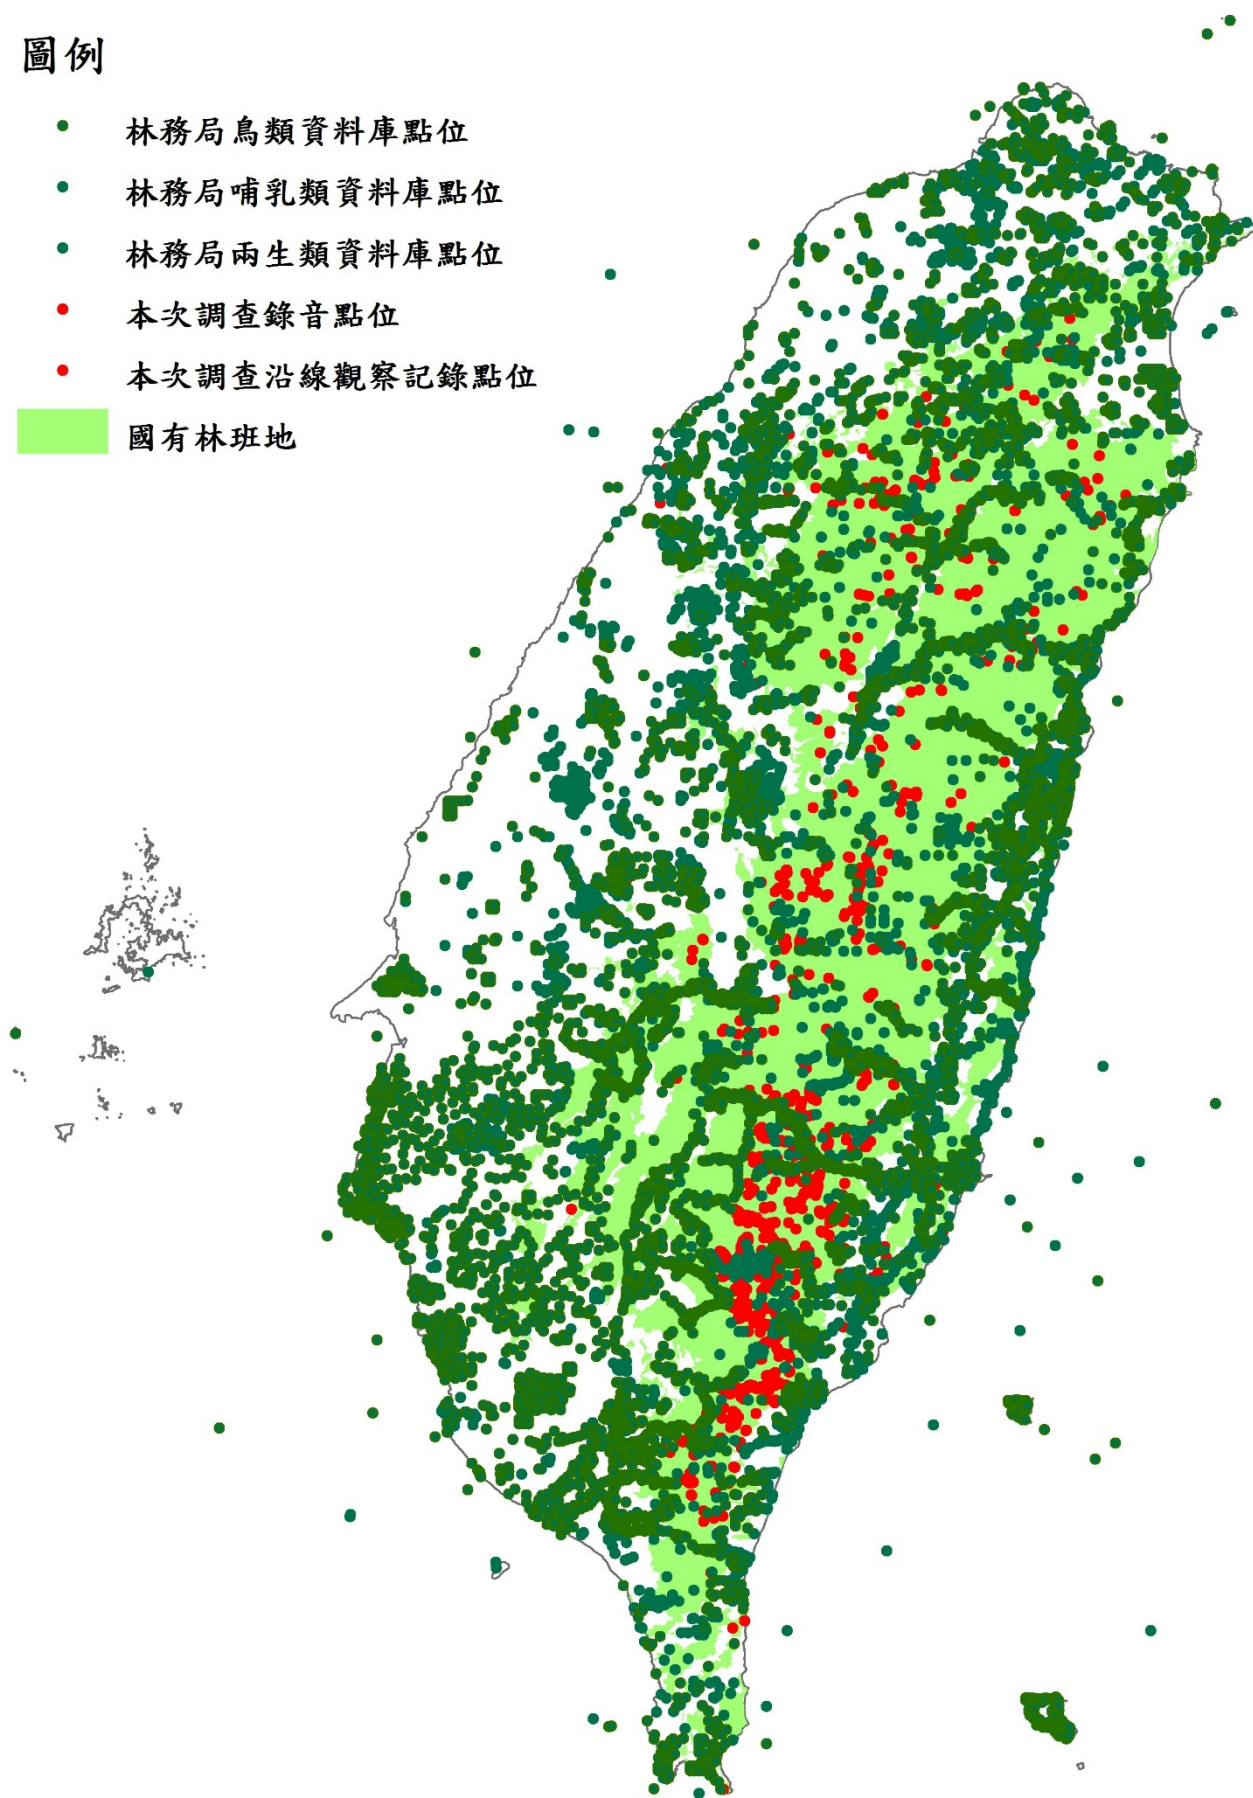 圖例
林務局鳥類資料庫點位
林務局哺乳類資料庫點位
林務局兩生類資料庫點位
本次調查錄音點位
本次調查沿線觀察記錄點位
國有林班地